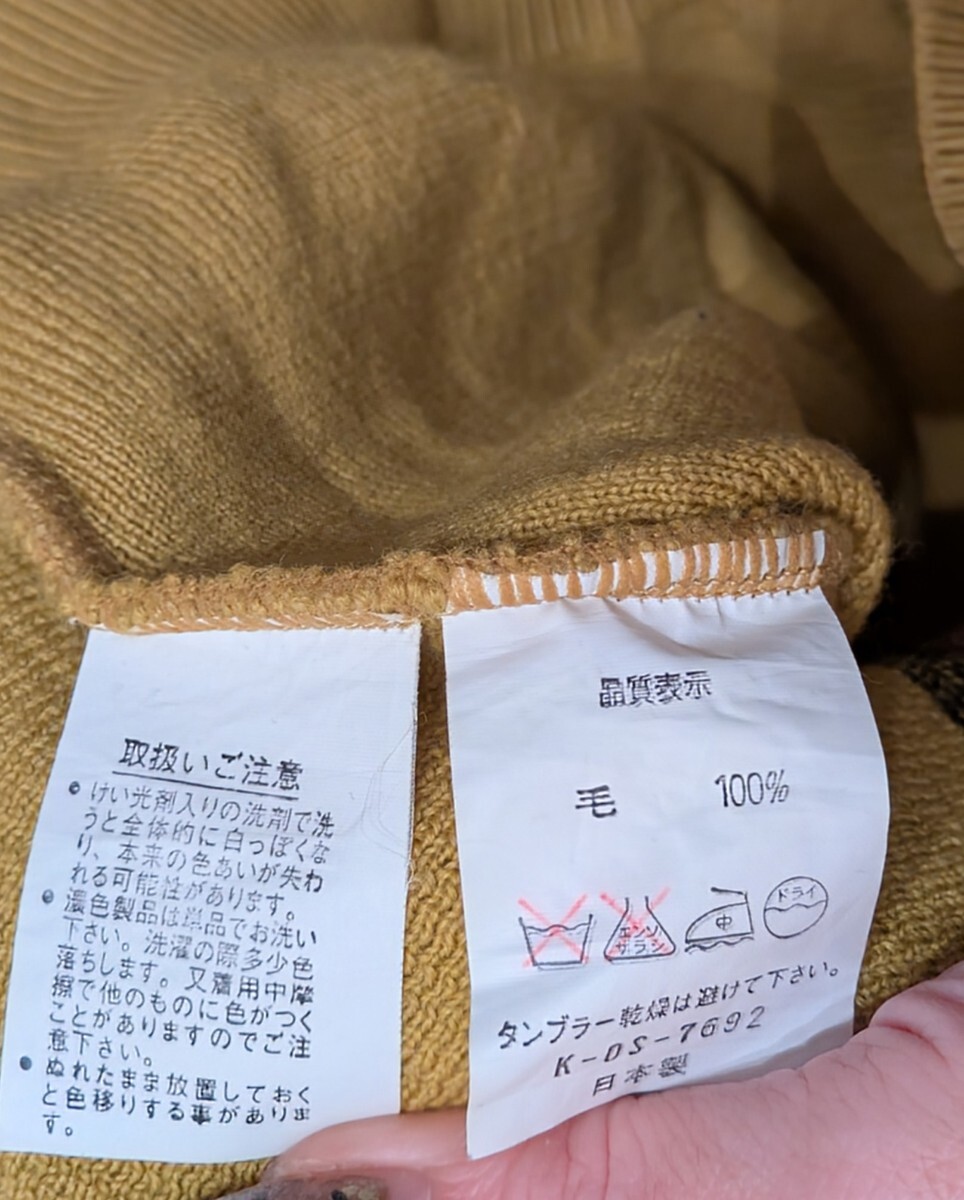 取扱いご注意
• けい光剤入りの洗剤で洗
うと全体的に白っぽくな
り、本来の色あいが失わ
れる可能性があります。
• 濃色製品は単品でお洗い
下さい。洗濯の際多少色
落ちします。又着用中摩
擦で他のものに色がつく
ことがありますのでご注
意下さい。
• ぬれたまま放置しておく
と色移りする事がありま
す。
品質表示
毛 100%
エンソ
サラシ
中
ドライ
タンブラー乾燥は避けて下さい。
K-DS-7692
日本製